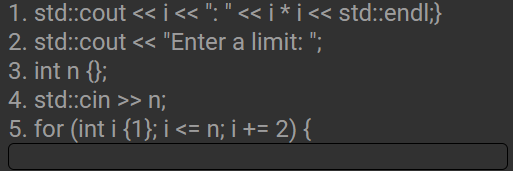 1. std::cout << i << ": " << i * i << std::endl;}
2. std::cout << "Enter a limit: ";
3. int n {};
4. std::cin >> n;
5. for (int i {1}; i <= n; i += 2) {